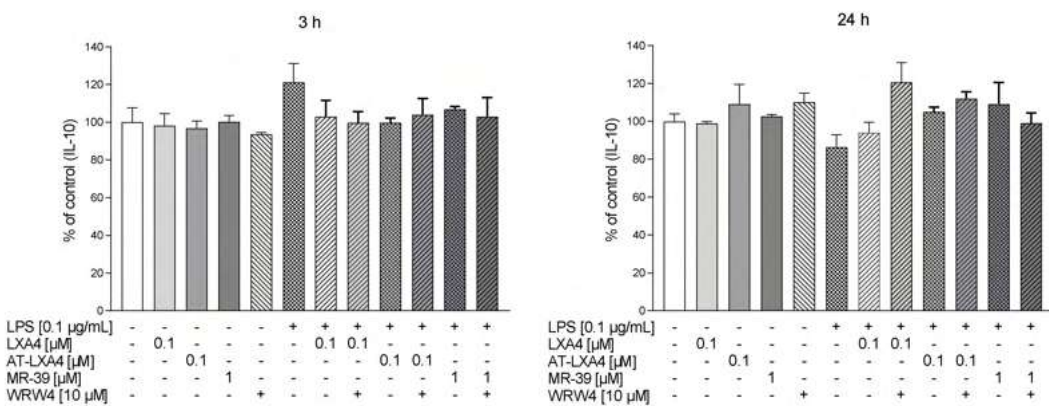 3 h
% of control (IL-10)
140
120
100
80
60
40
20
0
LPS [0.1 µg/mL] - - - - - + + + + + + +
LXA4 [µM] - 0.1 - - - - 0.1 0.1 - - - -
AT-LXA4 [µM] - - 0.1 - - - - - 0.1 0.1 - -
MR-39 [µM] - - - 1 - - - - - - 1 1
WRW4 [10 µM] - - - - + - - + - + - +
24 h
% of control (IL-10)
140
120
100
80
60
40
20
0
LPS [0.1 µg/mL] - - - - - + + + + + + +
LXA4 [µM] - 0.1 - - - - 0.1 0.1 - - - -
AT-LXA4 [µM] - - 0.1 - - - - - 0.1 0.1 - -
MR-39 [µM] - - - 1 - - - - - - 1 1
WRW4 [10 µM] - - - - + - - + - + - +